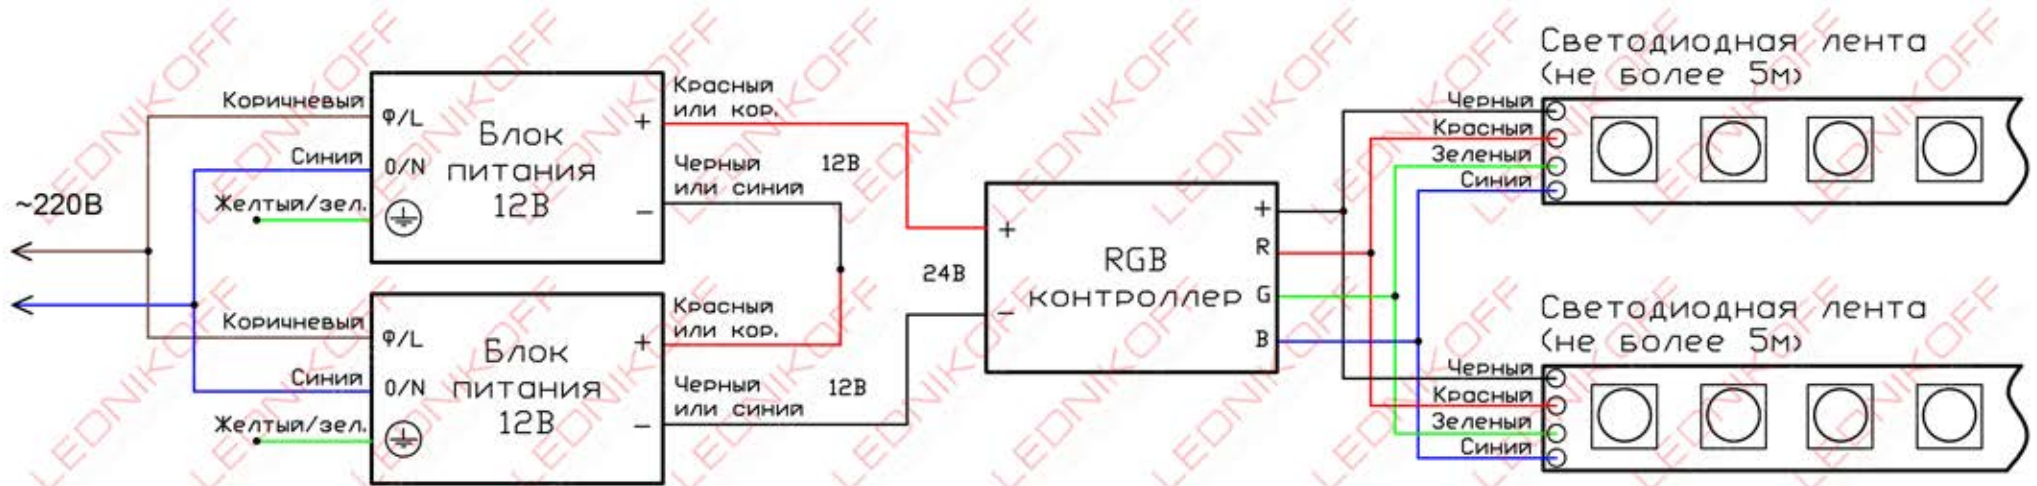 ~220В
Коричневый
Синий
Желтый/зел.
Ф/L
0/N
Блок
питания
12В
+
−
Красный
или кор.
Черный
или синий
12В
Коричневый
Синий
Желтый/зел.
Ф/L
0/N
Блок
питания
12В
+
−
Красный
или кор.
Черный
или синий
12В
24В
+
−
RGB
контроллер
+
R
G
B
Светодиодная лента
(не более 5м)
Черный
Красный
Зеленый
Синий
Светодиодная лента
(не более 5м)
Черный
Красный
Зеленый
Синий
LEDNIKOFF